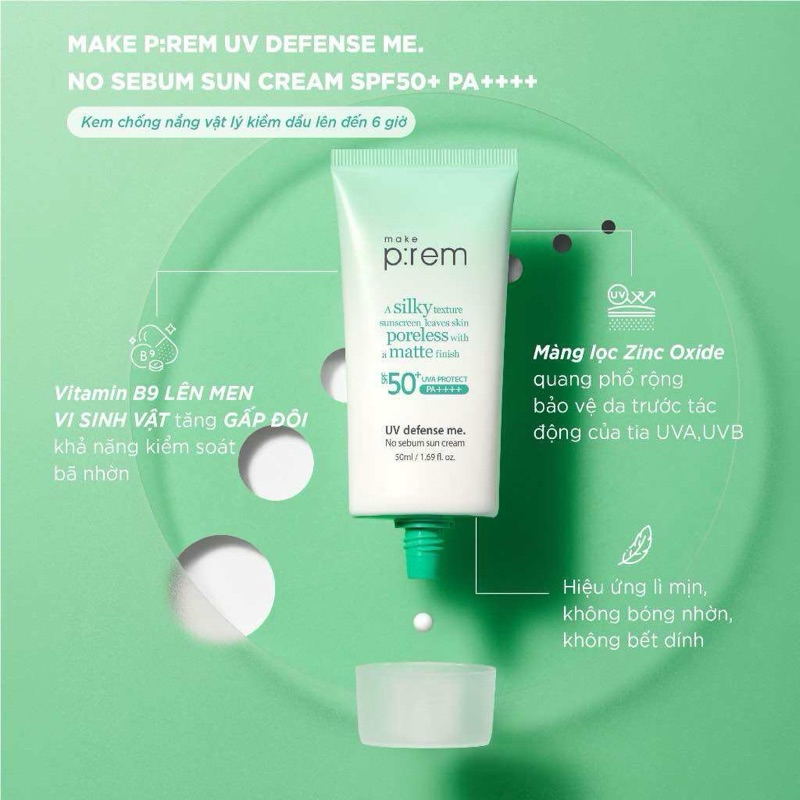 MAKE P:REM UV DEFENSE ME.
NO SEBUM SUN CREAM SPF50+ PA++++
Kem chống nắng vật lý kiềm dầu lên đến 6 giờ
make
p:rem
A silky texture
sunscreen leaves skin
poreless with
a matte finish
SPF 50+ UVA PROTECT
PA++++
UV defense me.
No sebum sun cream
50ml / 1.69 fl. oz.
B9
Vitamin B9 LÊN MEN
VI SINH VẬT tăng GẤP ĐÔI
khả năng kiểm soát
bã nhờn
UV
Màng lọc Zinc Oxide
quang phổ rộng
bảo vệ da trước tác
động của tia UVA,UVB
Hiệu ứng lì mịn,
không bóng nhờn,
không bết dính